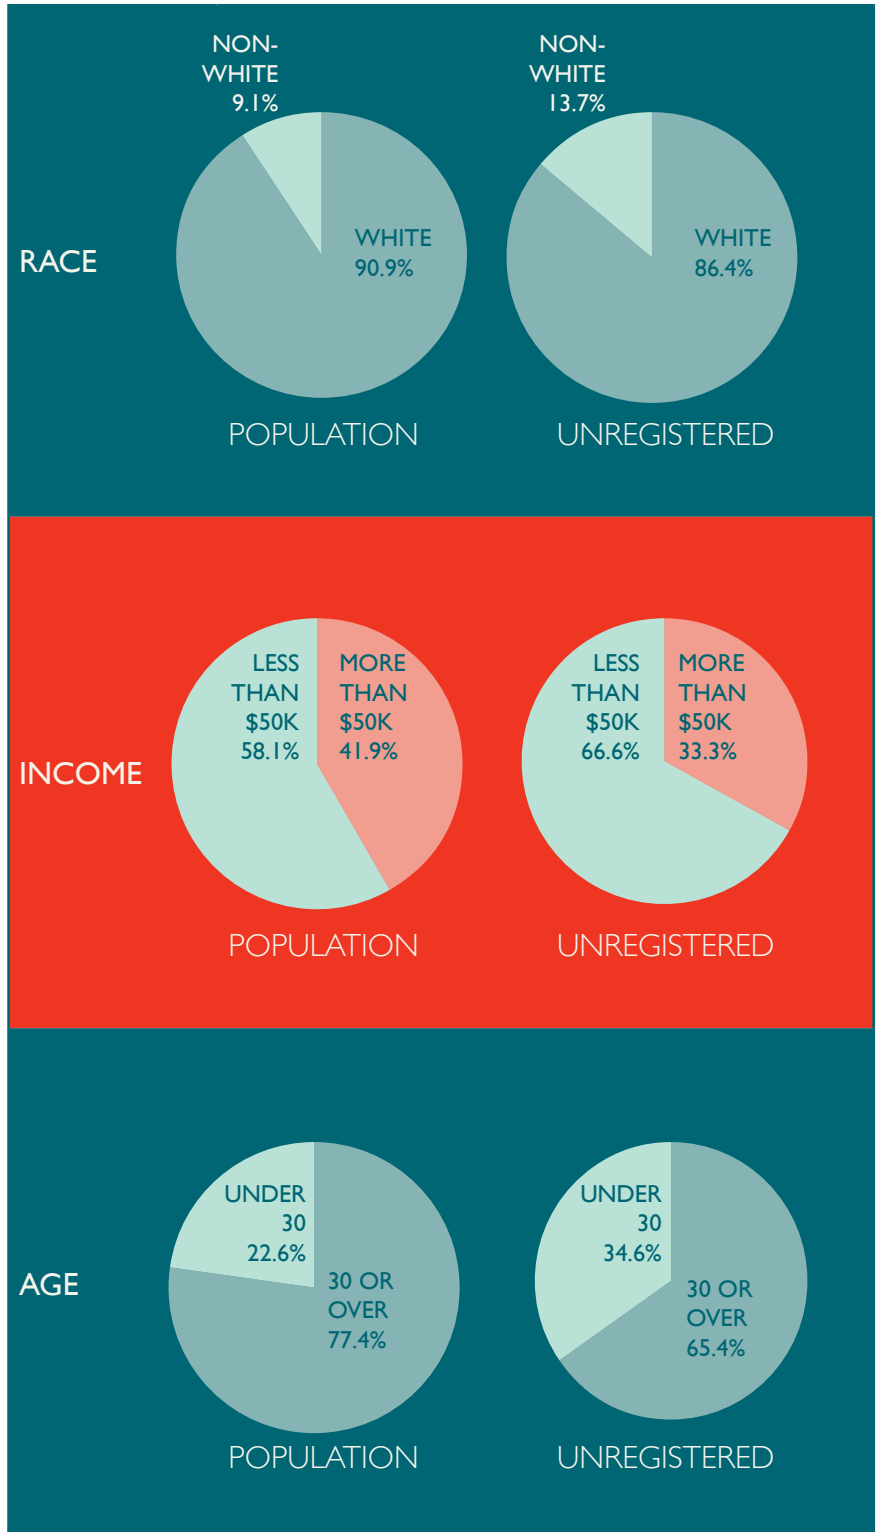 NON-
WHITE
9.1%
NON-
WHITE
13.7%
RACE
WHITE
90.9%
WHITE
86.4%
POPULATION
UNREGISTERED
LESS
THAN
$50K
58.1%
MORE
THAN
$50K
41.9%
LESS
THAN
$50K
66.6%
MORE
THAN
$50K
33.3%
INCOME
POPULATION
UNREGISTERED
UNDER
30
22.6%
30 OR
OVER
77.4%
UNDER
30
34.6%
30 OR
OVER
65.4%
AGE
POPULATION
UNREGISTERED